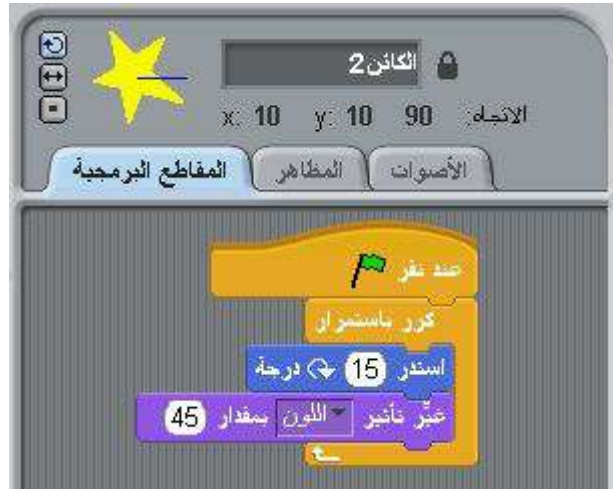 الكائن2
الاتجاه: 90 y: 10 x: 10
الأصوات المظاهر المقاطع البرمجية
عند نقر
كرر باستمرار
استدر 15 درجة
غيِّر تأثير اللون بمقدار 45